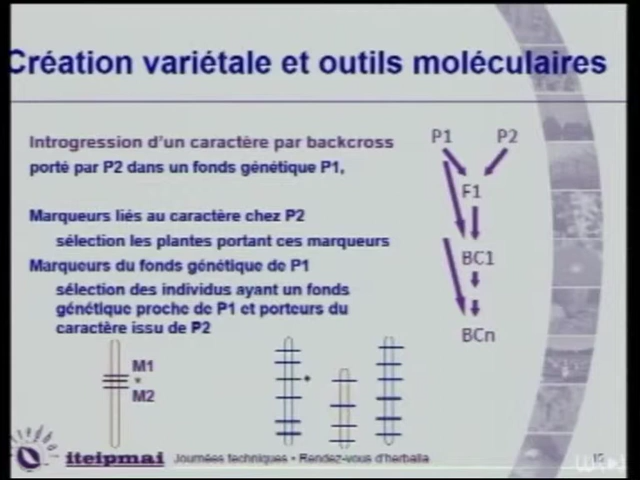 Création variétale et outils moléculaires
Introgression d'un caractère par backcross
porté par P2 dans un fonds génétique P1,
Marqueurs liés au caractère chez P2
sélection les plantes portant ces marqueurs
Marqueurs du fonds génétique de P1
sélection des individus ayant un fonds
génétique proche de P1 et porteurs du
caractère issu de P2
P1 P2
F1
BC1
BCn
M1
*
M2
*
iteipmai Journées techniques • Rendez-vous d'herbalia